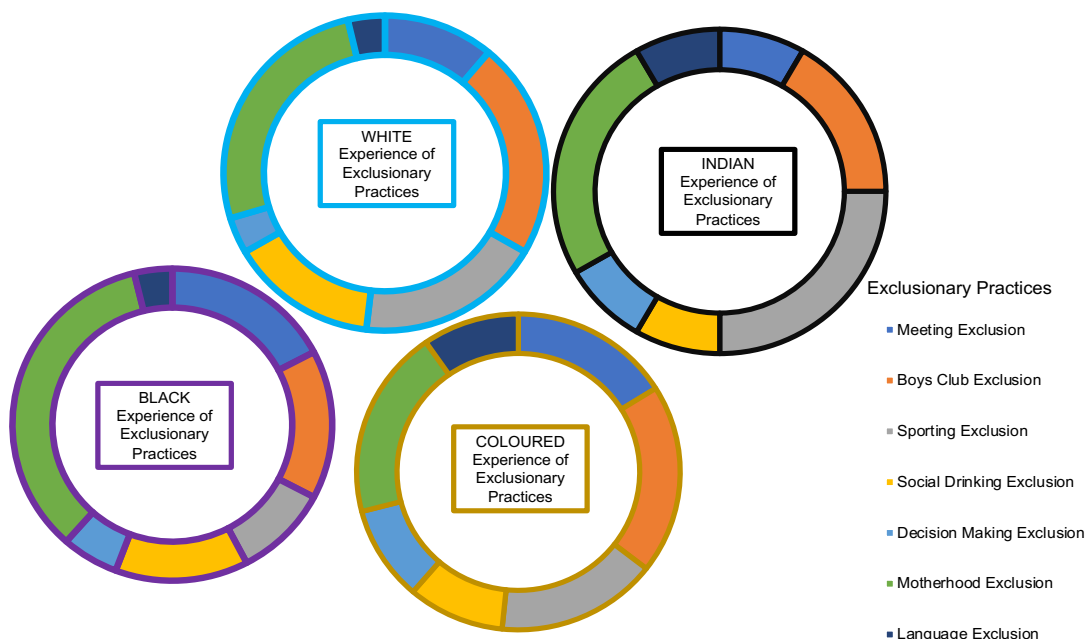 WHITE
Experience of
Exclusionary
Practices
INDIAN
Experience of
Exclusionary
Practices
BLACK
Experience of
Exclusionary
Practices
COLOURED
Experience of
Exclusionary
Practices
Exclusionary Practices
Meeting Exclusion
Boys Club Exclusion
Sporting Exclusion
Social Drinking Exclusion
Decision Making Exclusion
Motherhood Exclusion
Language Exclusion